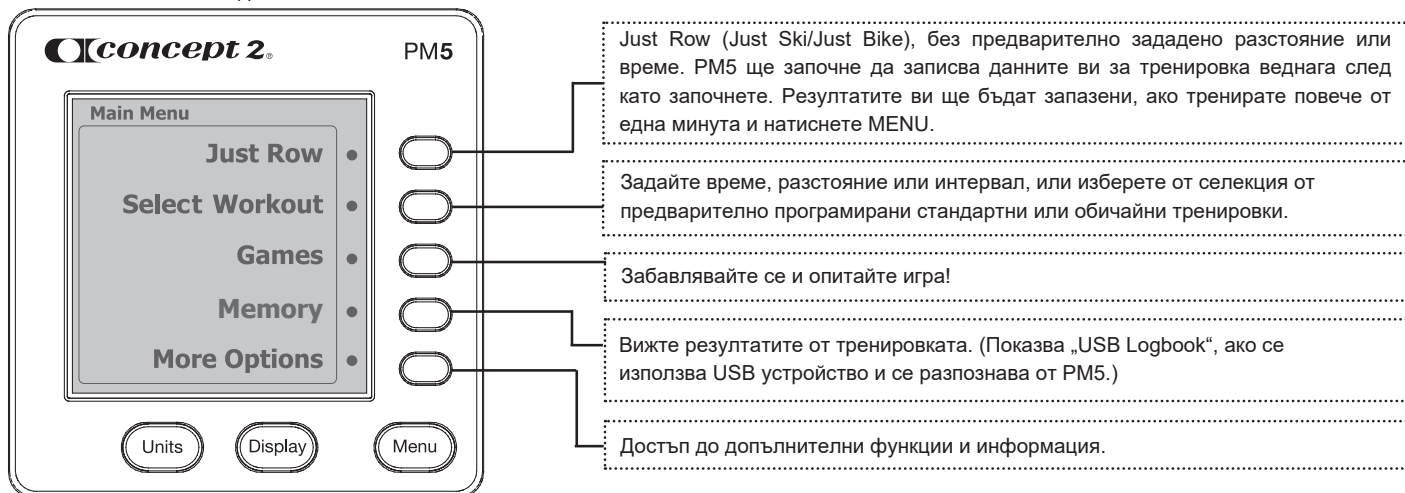 concept 2®
PM5
Main Menu
Just Row
Select Workout
Games
Memory
More Options
Units
Display
Menu
Just Row (Just Ski/Just Bike), без предварително зададено разстояние или
време. PM5 ще започне да записва данните ви за тренировка веднага след
като започнете. Резултатите ви ще бъдат запазени, ако тренирате повече от
една минута и натиснете MENU.
Задайте време, разстояние или интервал, или изберете от селекция от
предварително програмирани стандартни или обичайни тренировки.
Забавлявайте се и опитайте игра!
Вижте резултатите от тренировката. (Показва „USB Logbook“, ако се
използва USB устройство и се разпознава от PM5.)
Достъп до допълнителни функции и информация.